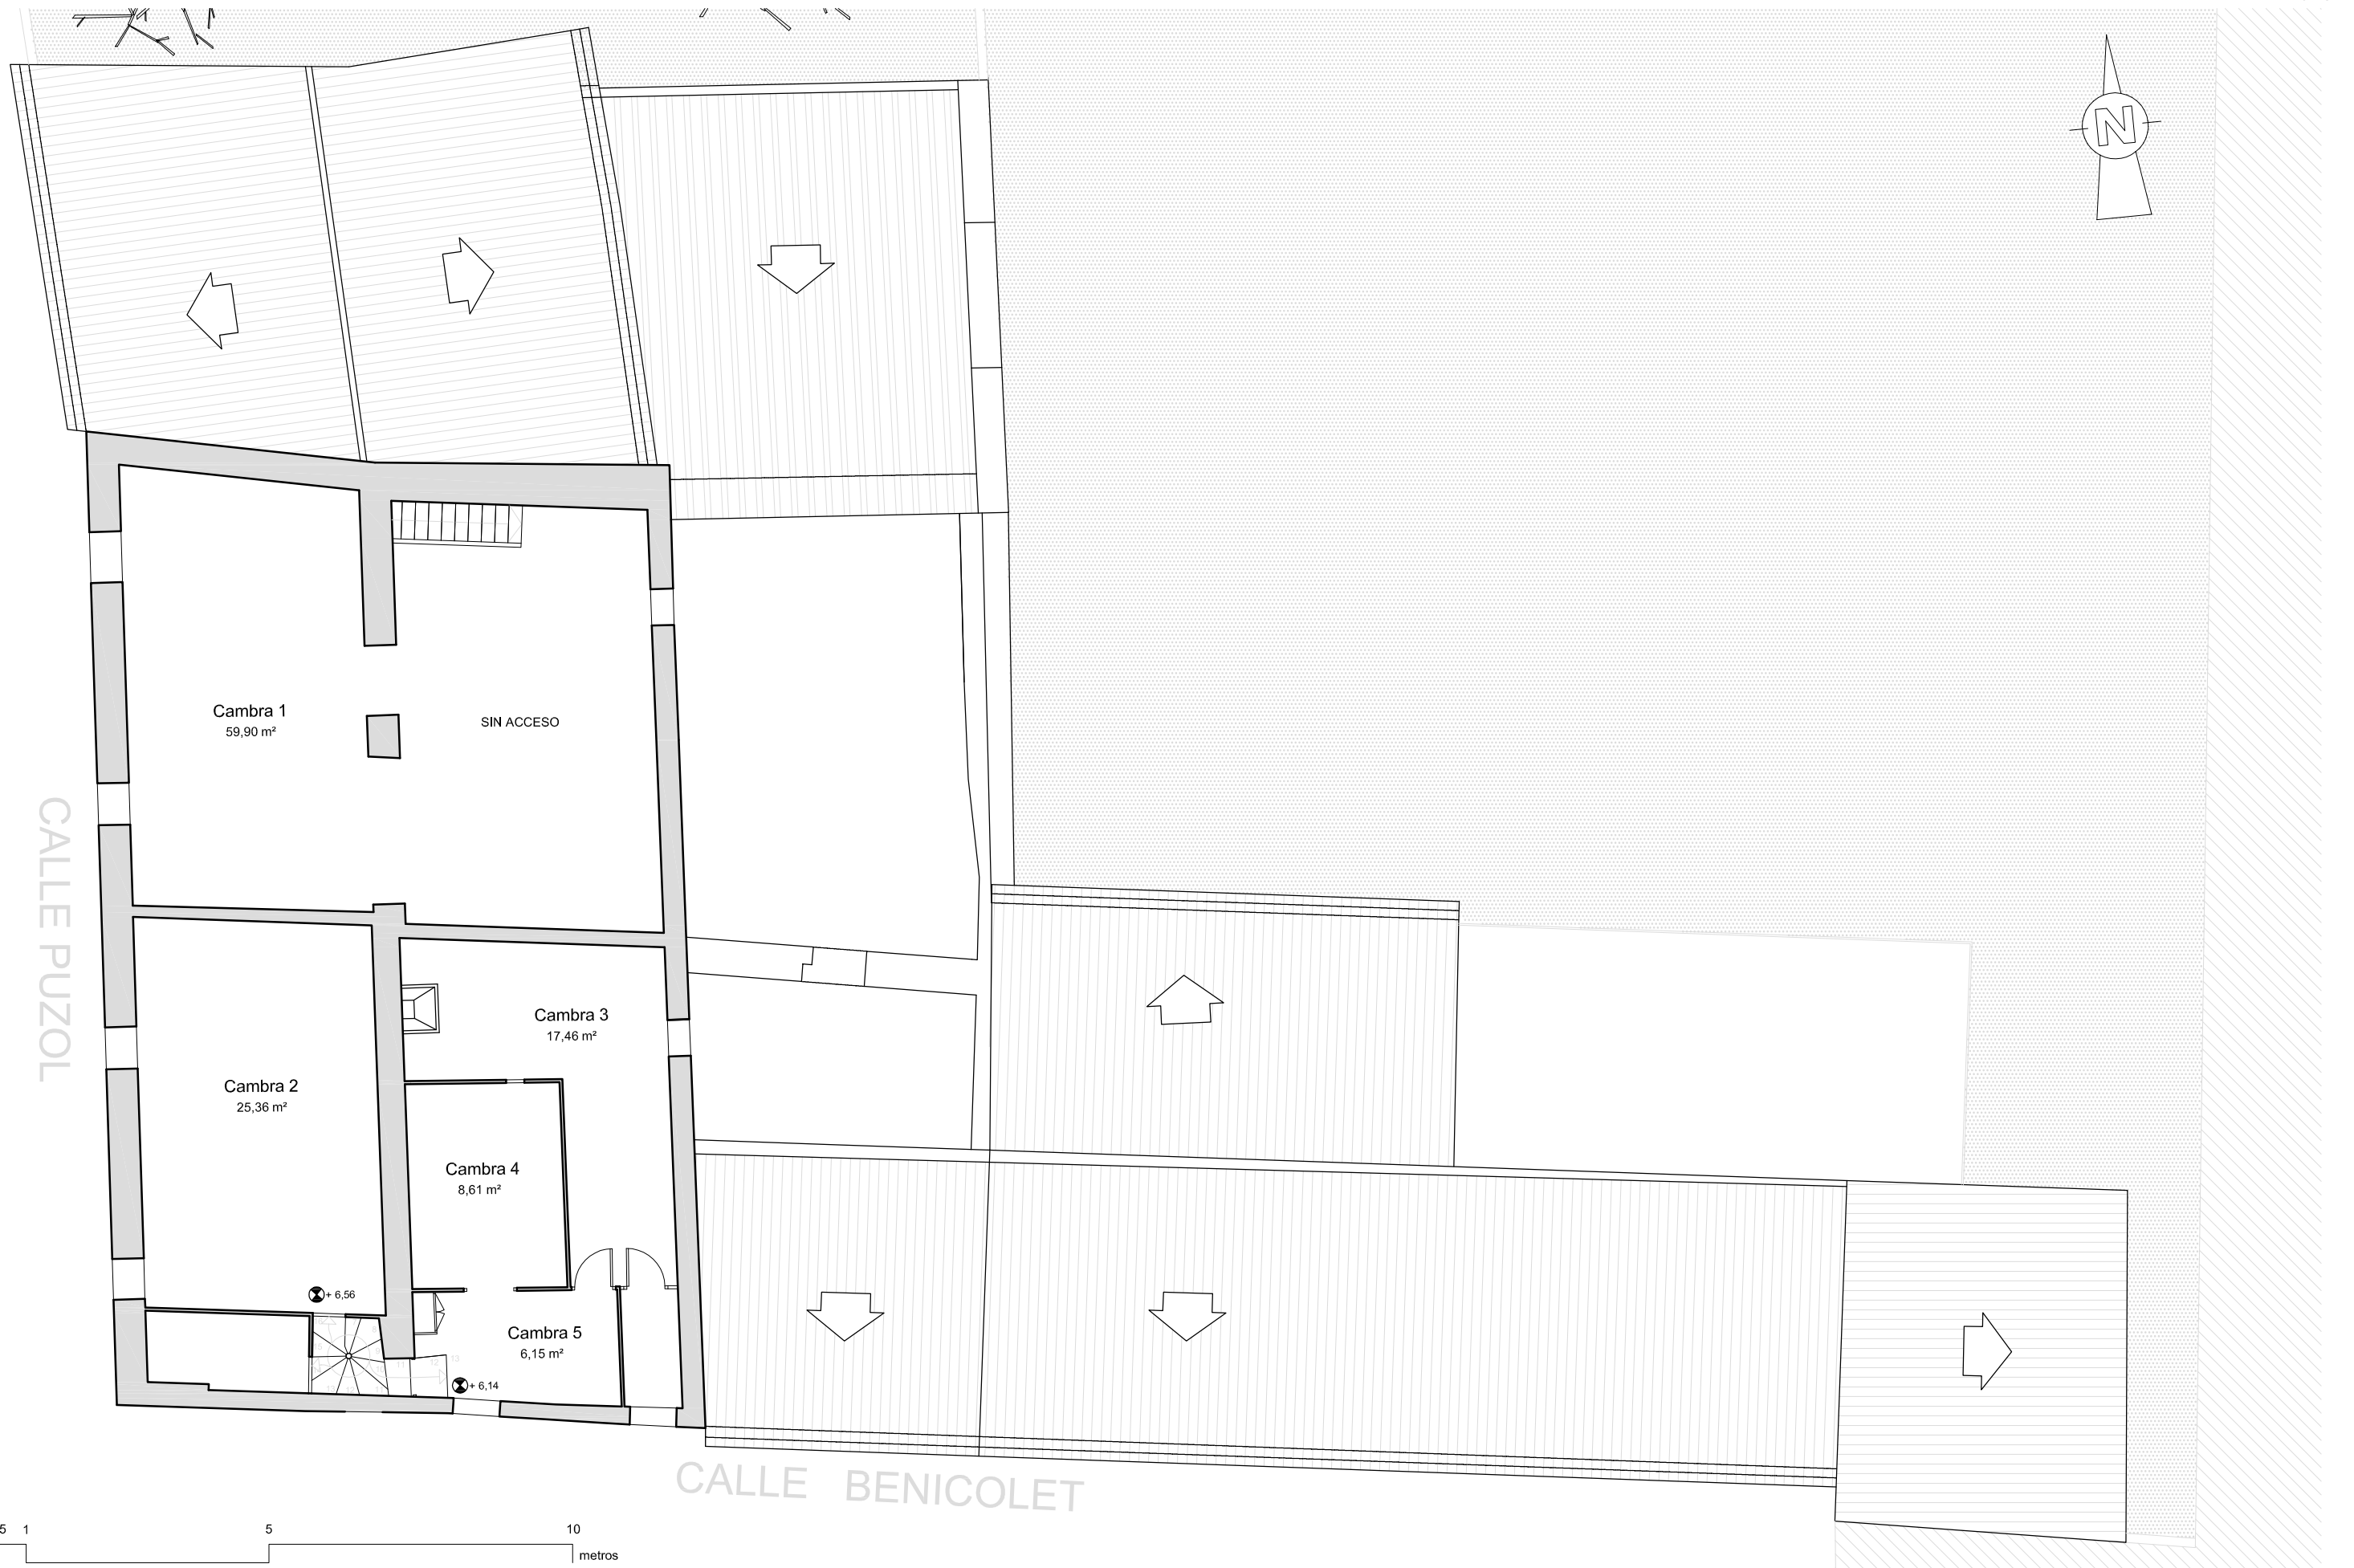 N
Cambra 1
59,90 m²
SIN ACCESO
CALLE PUZOL
Cambra 3
17,46 m²
Cambra 2
25,36 m²
Cambra 4
8,61 m²
+ 6,56
Cambra 5
6,15 m²
+ 6,14
CALLE BENICOLET
5 1 5 10
metros